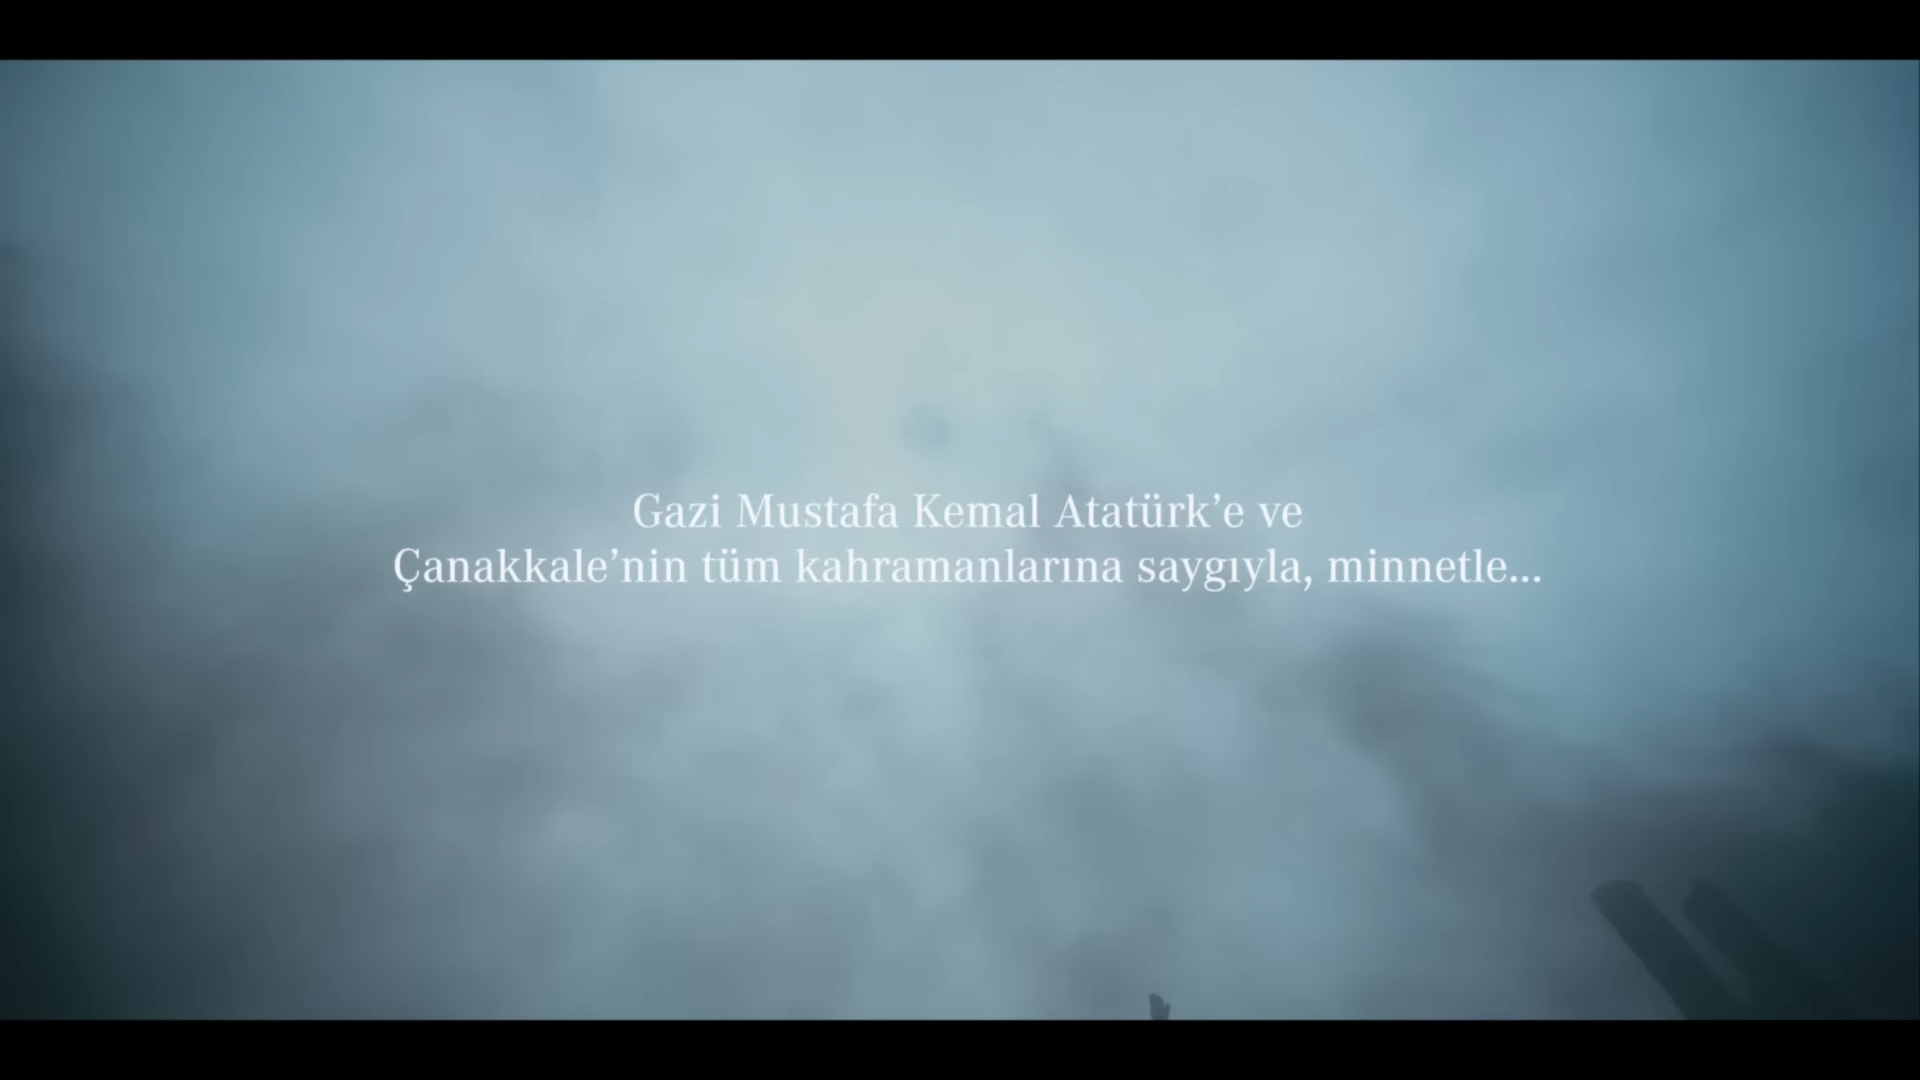 Gazi Mustafa Kemal Atatürk’e ve
Çanakkale’nin tüm kahramanlarına saygıyla, minnetle...